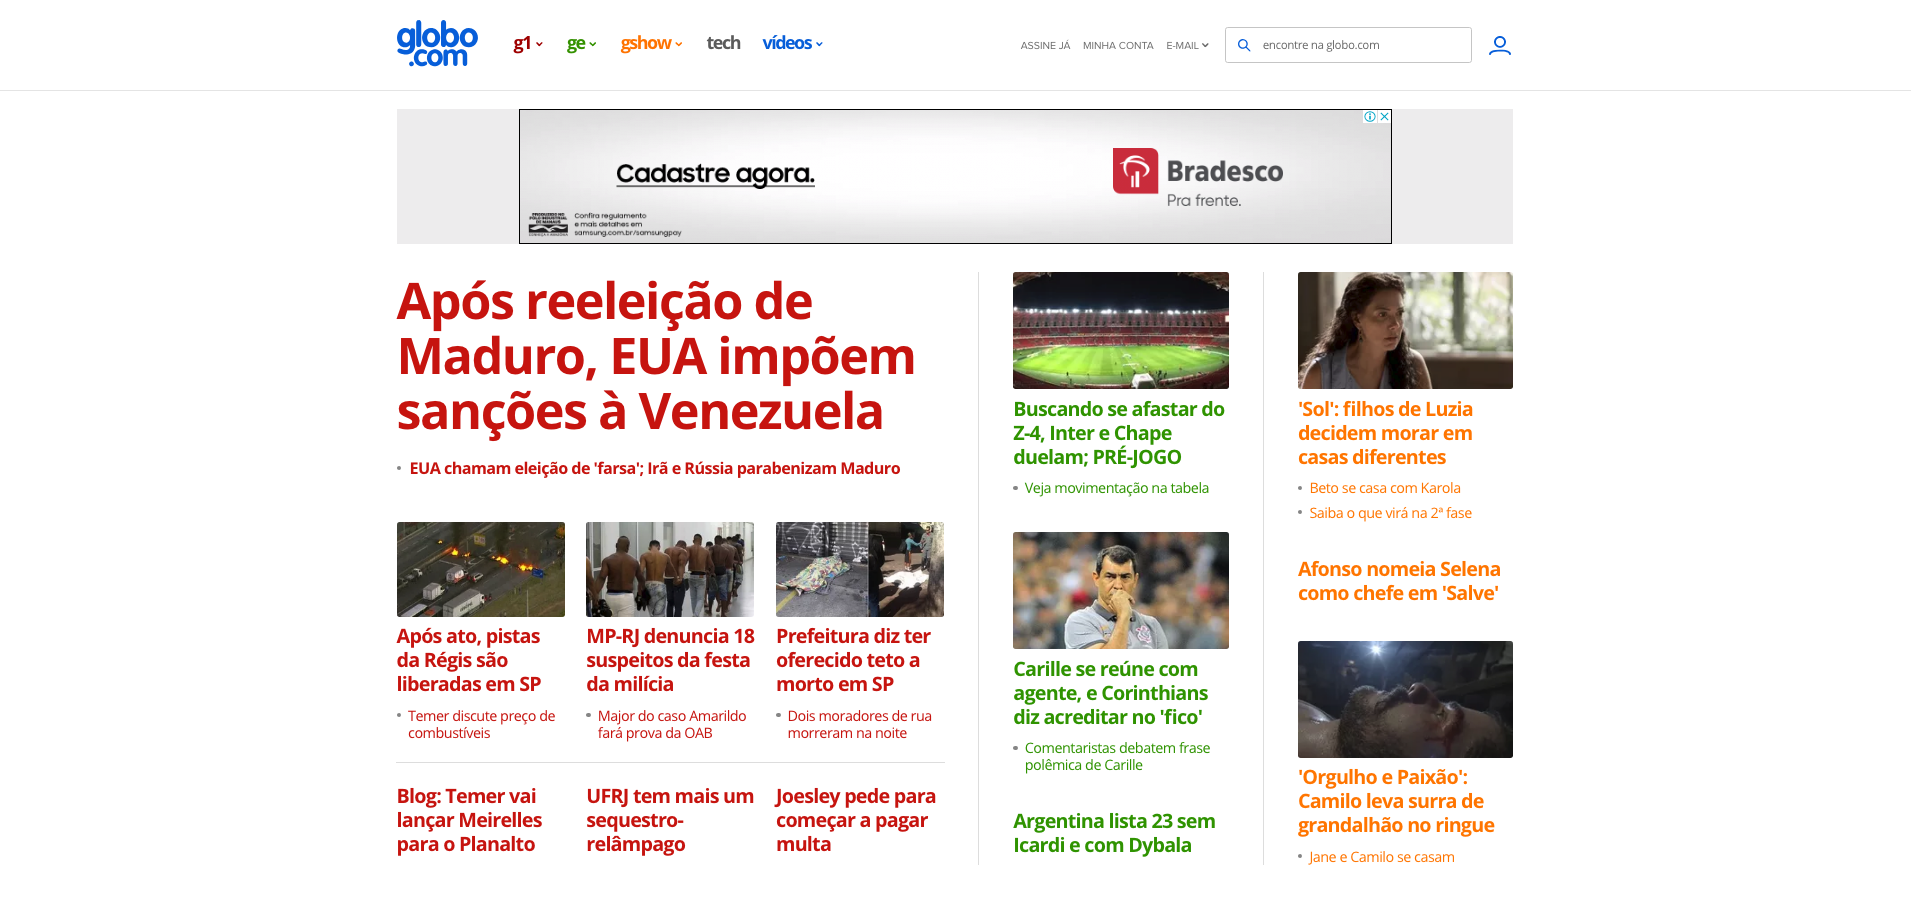 globo
.com
g1
ge
gshow
tech
vídeos
ASSINE JÁ
MINHA CONTA
E-MAIL
encontre na globo.com
Cadastre agora.
Bradesco
Pra frente.
PRODUZIDO NO
PÓLO INDUSTRIAL
DE MANAUS
CONHEÇA A AMAZÔNIA
Confira regulamento
e mais detalhes em
samsung.com.br/samsungpay
Após reeleição de
Maduro, EUA impõem
sanções à Venezuela
EUA chamam eleição de 'farsa'; Irã e Rússia parabenizam Maduro
Após ato, pistas
da Régis são
liberadas em SP
Temer discute preço de
combustíveis
MP-RJ denuncia 18
suspeitos da festa
da milícia
Major do caso Amarildo
fará prova da OAB
Prefeitura diz ter
oferecido teto a
morto em SP
Dois moradores de rua
morreram na noite
Blog: Temer vai
lançar Meirelles
para o Planalto
UFRJ tem mais um
sequestro-
relâmpago
Joesley pede para
começar a pagar
multa
Buscando se afastar do
Z-4, Inter e Chape
duelam; PRÉ-JOGO
Veja movimentação na tabela
Carille se reúne com
agente, e Corinthians
diz acreditar no 'fico'
Comentaristas debatem frase
polêmica de Carille
Argentina lista 23 sem
Icardi e com Dybala
'Sol': filhos de Luzia
decidem morar em
casas diferentes
Beto se casa com Karola
Saiba o que virá na 2ª fase
Afonso nomeia Selena
como chefe em 'Salve'
'Orgulho e Paixão':
Camilo leva surra de
grandalhão no ringue
Jane e Camilo se casam